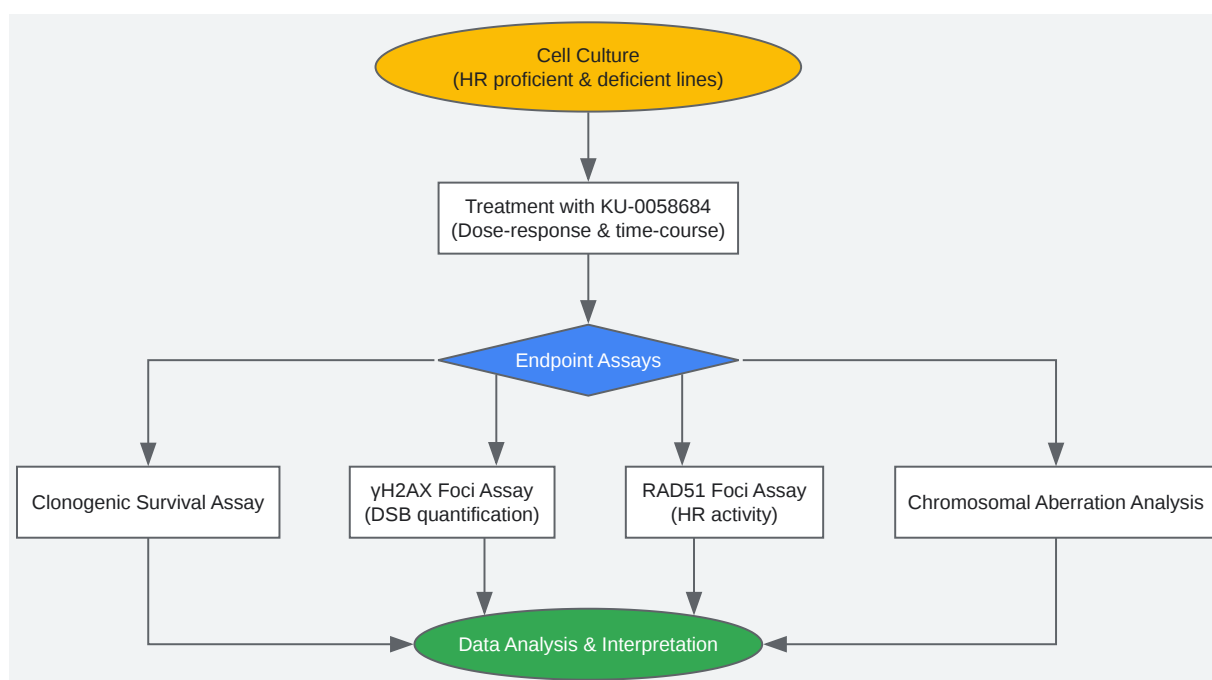 Cell Culture
(HR proficient & deficient lines)
Treatment with KU-0058684
(Dose-response & time-course)
Endpoint Assays
Clonogenic Survival Assay
γH2AX Foci Assay
(DSB quantification)
RAD51 Foci Assay
(HR activity)
Chromosomal Aberration Analysis
Data Analysis & Interpretation